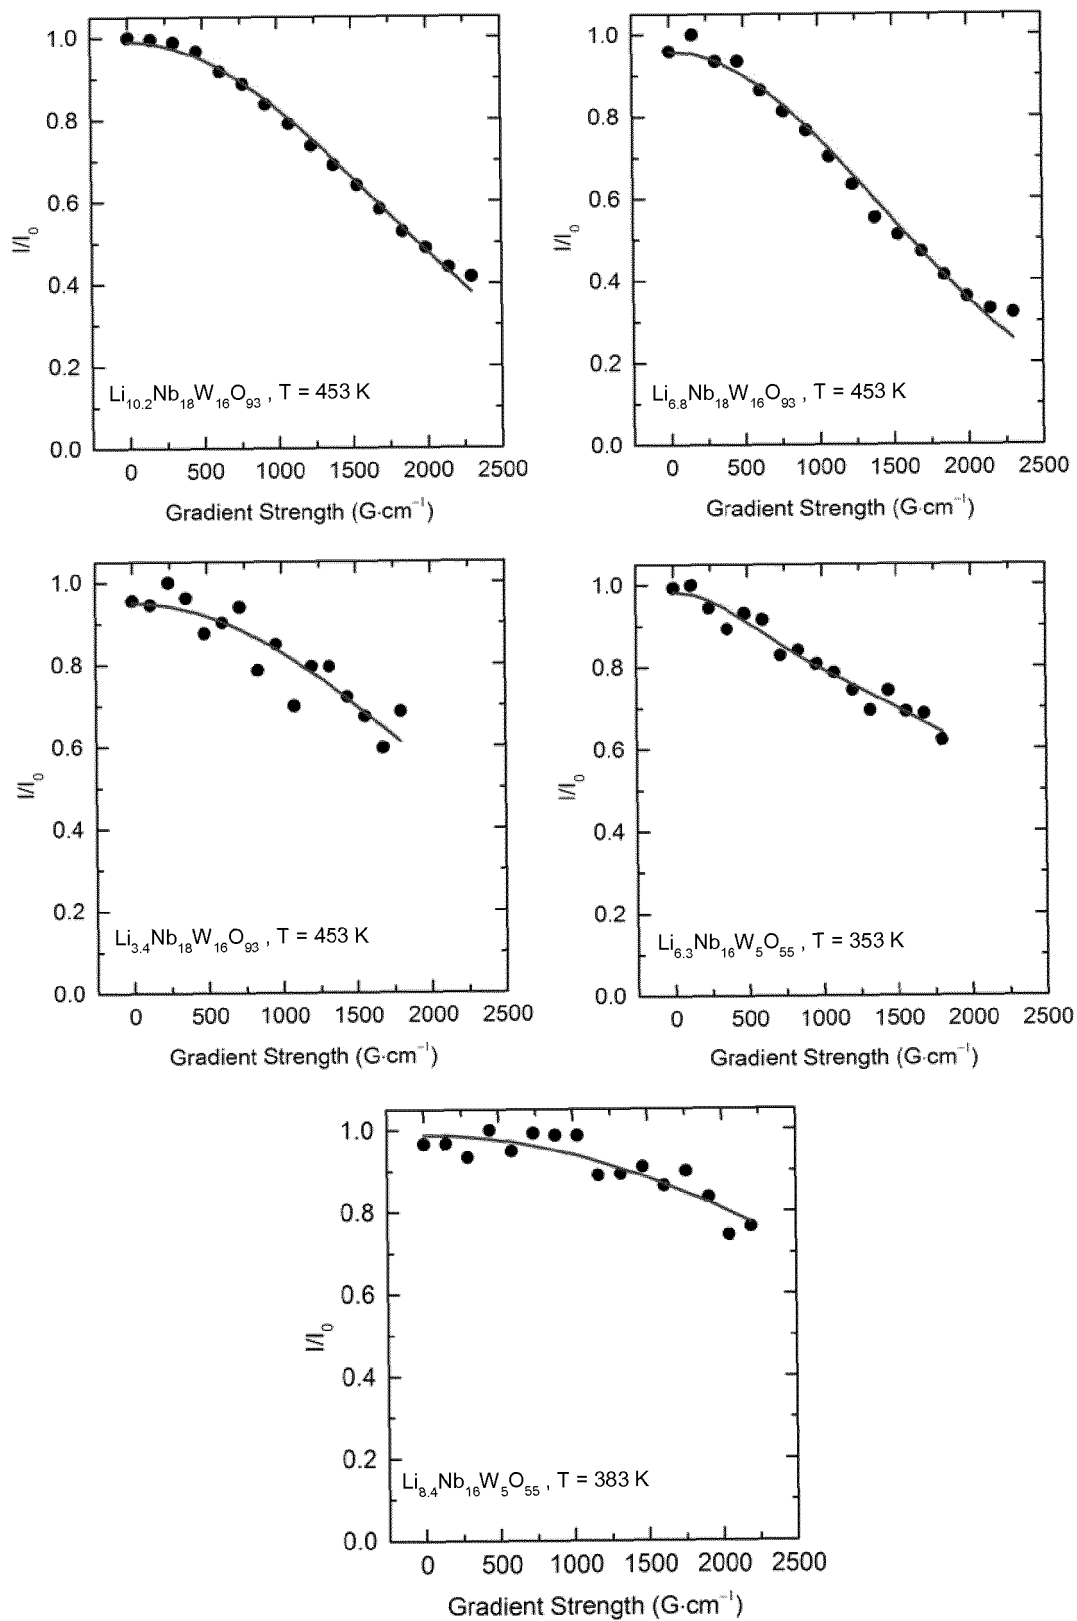 1.0
0.8
0.6
0.4
0.2
0.0
I/I₀
Li₁₀.₂Nb₁₈W₁₆O₉₃ , T = 453 K
0 500 1000 1500 2000 2500
Gradient Strength (G·cm⁻¹)
1.0
0.8
0.6
0.4
0.2
0.0
I/I₀
Li₆.₈Nb₁₈W₁₆O₉₃ , T = 453 K
0 500 1000 1500 2000 2500
Gradient Strength (G·cm⁻¹)
1.0
0.8
0.6
0.4
0.2
0.0
I/I₀
Li₃.₄Nb₁₈W₁₆O₉₃ , T = 453 K
0 500 1000 1500 2000 2500
Gradient Strength (G·cm⁻¹)
1.0
0.8
0.6
0.4
0.2
0.0
I/I₀
Li₆.₃Nb₁₆W₅O₅₅ , T = 353 K
0 500 1000 1500 2000 2500
Gradient Strength (G·cm⁻¹)
1.0
0.8
0.6
0.4
0.2
0.0
I/I₀
Li₈.₄Nb₁₆W₅O₅₅ , T = 383 K
0 500 1000 1500 2000 2500
Gradient Strength (G·cm⁻¹)